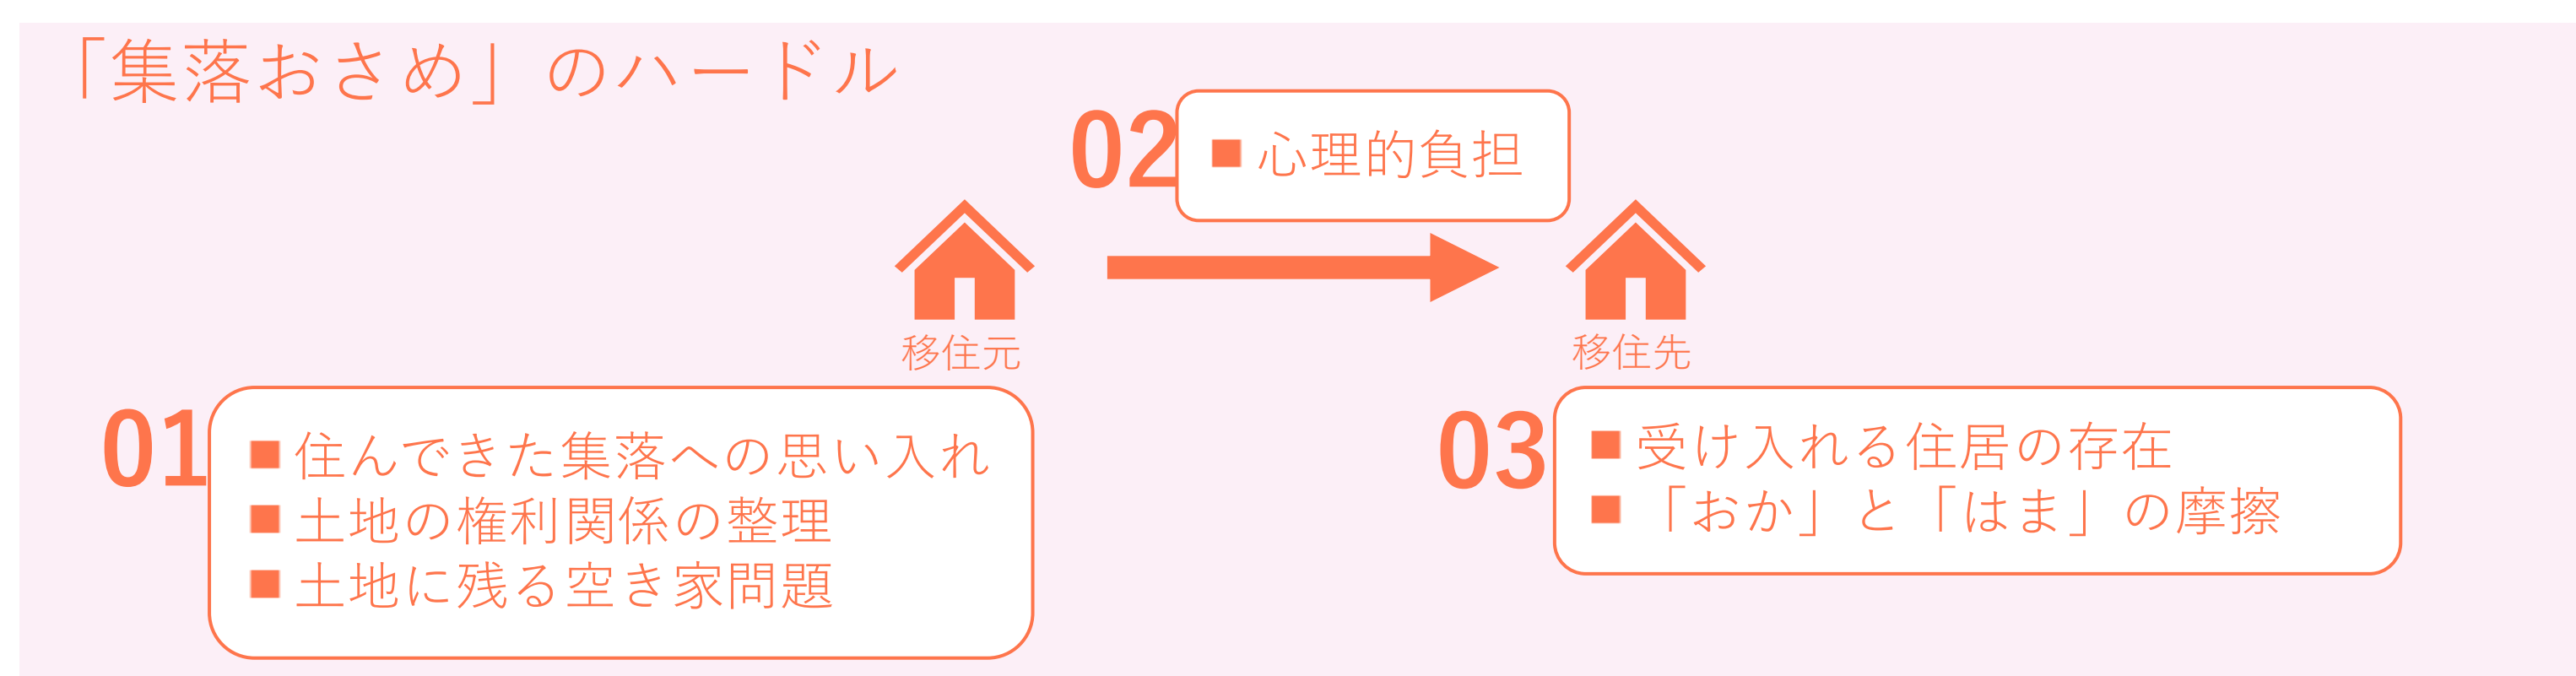 「集落おさめ」のハードル
02
■ 心理的負担
移住元
移住先
01
■ 住んできた集落への思い入れ
■ 土地の権利関係の整理
■ 土地に残る空き家問題
03
■ 受け入れる住居の存在
■ 「おか」と「はま」の摩擦